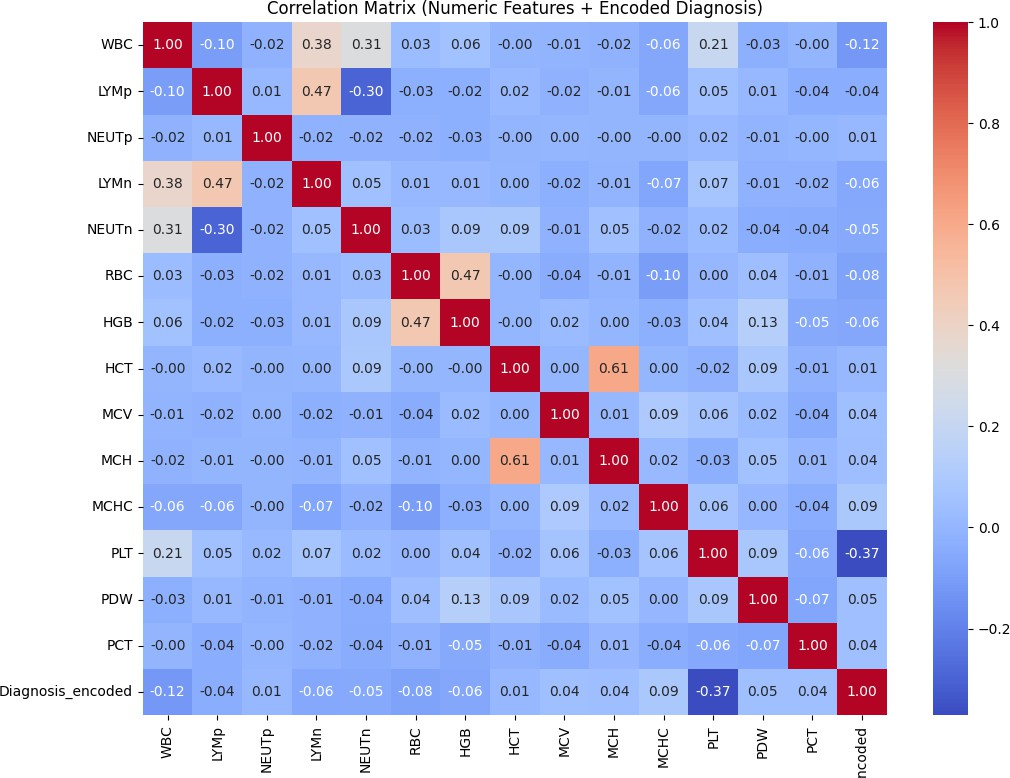 Correlation Matrix (Numeric Features + Encoded Diagnosis)
WBC 1.00 -0.10 -0.02 0.38 0.31 0.03 0.06 -0.00 -0.01 -0.02 -0.06 0.21 -0.03 -0.00 -0.12
LYMp -0.10 1.00 0.01 0.47 -0.30 -0.03 -0.02 0.02 -0.02 -0.01 -0.06 0.05 0.01 -0.04 -0.04
NEUTp -0.02 0.01 1.00 -0.02 -0.02 -0.02 -0.03 -0.00 0.00 -0.00 -0.00 0.02 -0.01 -0.00 0.01
LYMn 0.38 0.47 -0.02 1.00 0.05 0.01 0.01 0.00 -0.02 -0.01 -0.07 0.07 -0.01 -0.02 -0.06
NEUTn 0.31 -0.30 -0.02 0.05 1.00 0.03 0.09 0.09 -0.01 0.05 -0.02 0.02 -0.04 -0.04 -0.05
RBC 0.03 -0.03 -0.02 0.01 0.03 1.00 0.47 -0.00 -0.04 -0.01 -0.10 0.00 0.04 -0.01 -0.08
HGB 0.06 -0.02 -0.03 0.01 0.09 0.47 1.00 -0.00 0.02 0.00 -0.03 0.04 0.13 -0.05 -0.06
HCT -0.00 0.02 -0.00 0.00 0.09 -0.00 -0.00 1.00 0.00 0.61 0.00 -0.02 0.09 -0.01 0.01
MCV -0.01 -0.02 0.00 -0.02 -0.01 -0.04 0.02 0.00 1.00 0.01 0.09 0.06 0.02 -0.04 0.04
MCH -0.02 -0.01 -0.00 -0.01 0.05 -0.01 0.00 0.61 0.01 1.00 0.02 -0.03 0.05 0.01 0.04
MCHC -0.06 -0.06 -0.00 -0.07 -0.02 -0.10 -0.03 0.00 0.09 0.02 1.00 0.06 0.00 -0.04 0.09
PLT 0.21 0.05 0.02 0.07 0.02 0.00 0.04 -0.02 0.06 -0.03 0.06 1.00 0.09 -0.06 -0.37
PDW -0.03 0.01 -0.01 -0.01 -0.04 0.04 0.13 0.09 0.02 0.05 0.00 0.09 1.00 -0.07 0.05
PCT -0.00 -0.04 -0.00 -0.02 -0.04 -0.01 -0.05 -0.01 -0.04 0.01 -0.04 -0.06 -0.07 1.00 0.04
Diagnosis_encoded -0.12 -0.04 0.01 -0.06 -0.05 -0.08 -0.06 0.01 0.04 0.04 0.09 -0.37 0.05 0.04 1.00
WBC LYMp NEUTp LYMn NEUTn RBC HGB HCT MCV MCH MCHC PLT PDW PCT ncoded
1.0
0.8
0.6
0.4
0.2
0.0
−0.2